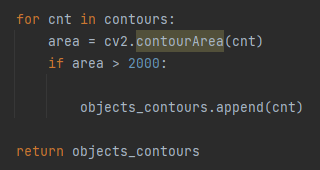 for cnt in contours:
    area = cv2.contourArea(cnt)
    if area > 2000:
        objects_contours.append(cnt)
return objects_contours